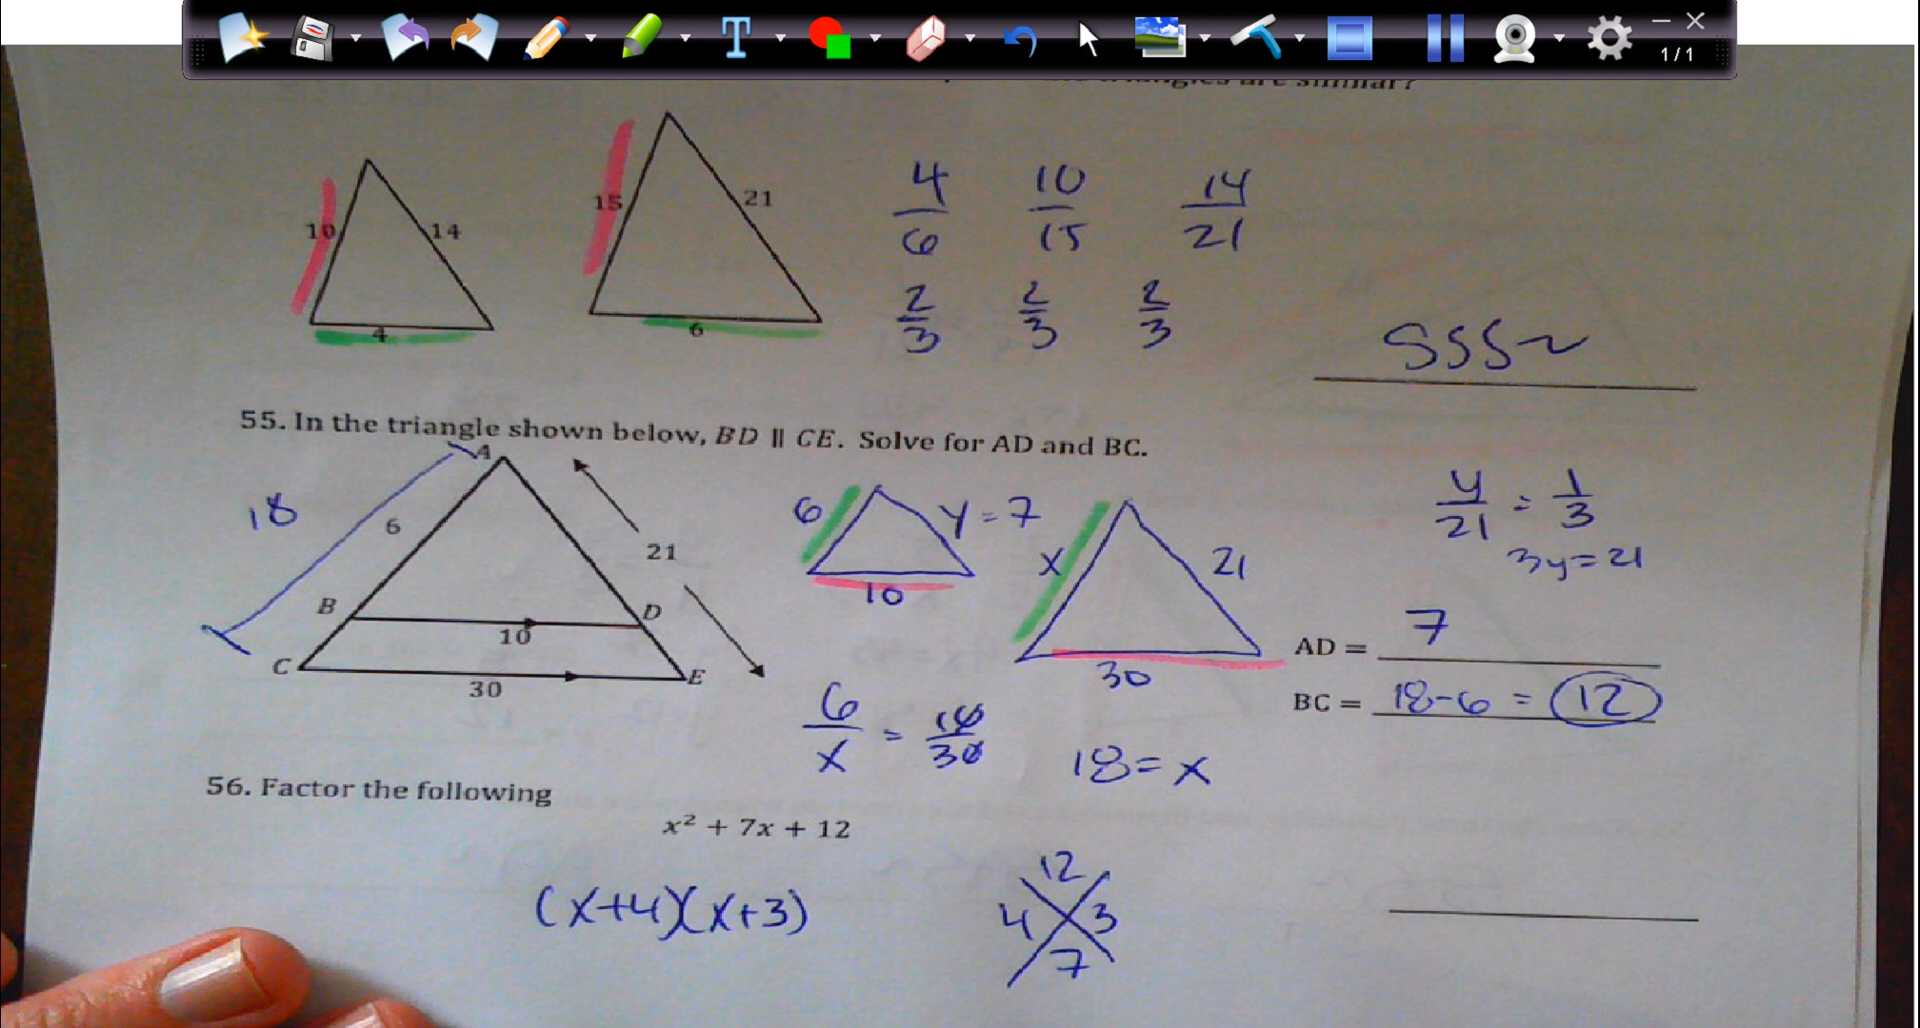 1/1
triangles are similar?
10 14
15 21
4
6
4/6 10/15 14/21
2/3 2/3 2/3
SSS~
55. In the triangle shown below, BD ∥ CE. Solve for AD and BC.
A
18
6
21
B
D
10
C
E
30
6 y = 7
10
x 21
30
y/21 = 1/3
3y=21
AD = 7
BC = 18-6 = 12
6/x = 10/30 18=x
56. Factor the following
x² + 7x + 12
(x+4)(x+3)
12
4 3
7